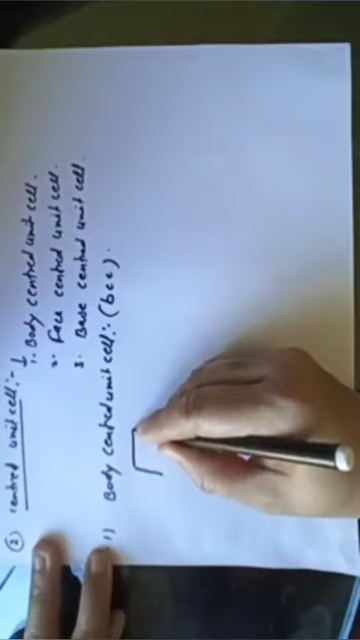 ② centred unit cell:- ↓
1. Body centred unit cell.
2. Face centred unit cell.
3. Base centred unit cell.
1) Body centred unit cell:- (bcc).